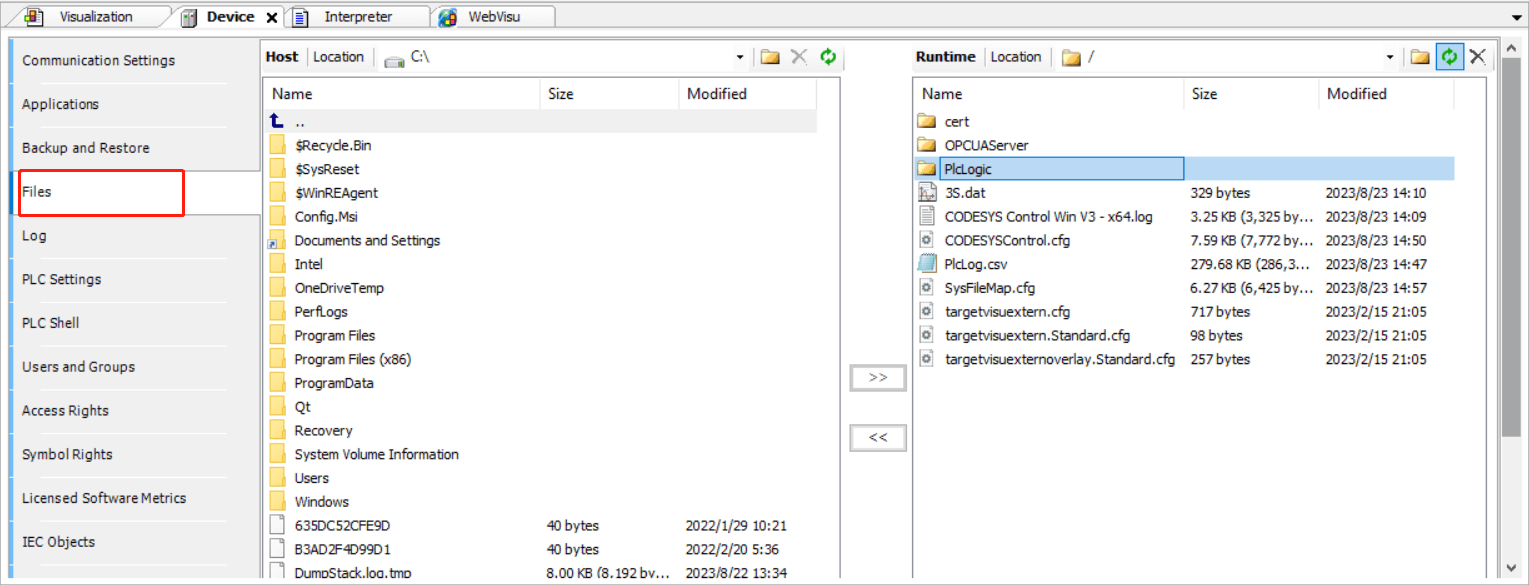 Visualization Device Interpreter WebVisu
Communication Settings
Applications
Backup and Restore
Files
Log
PLC Settings
PLC Shell
Users and Groups
Access Rights
Symbol Rights
Licensed Software Metrics
IEC Objects
Host Location C:\
Name Size Modified
..
$Recycle.Bin
$SysReset
$WinREAgent
Config.Msi
Documents and Settings
Intel
OneDriveTemp
PerfLogs
Program Files
Program Files (x86)
ProgramData
Qt
Recovery
System Volume Information
Users
Windows
635DC52CFE9D 40 bytes 2022/1/29 10:21
B3AD2F4D99D1 40 bytes 2022/2/20 5:36
DumpStack.log.tmp 8.00 KB (8,192 by... 2023/8/22 13:34
>>
<<
Runtime Location /
Name Size Modified
cert
OPCUAServer
PlcLogic
3S.dat 329 bytes 2023/8/23 14:10
CODESYS Control Win V3 - x64.log 3.25 KB (3,325 by... 2023/8/23 14:09
CODESYSControl.cfg 7.59 KB (7,772 by... 2023/8/23 14:50
PlcLog.csv 279.68 KB (286,3... 2023/8/23 14:47
SysFileMap.cfg 6.27 KB (6,425 by... 2023/8/23 14:57
targetvisuextern.cfg 717 bytes 2023/2/15 21:05
targetvisuextern.Standard.cfg 98 bytes 2023/2/15 21:05
targetvisuexternoverlay.Standard.cfg 257 bytes 2023/2/15 21:05